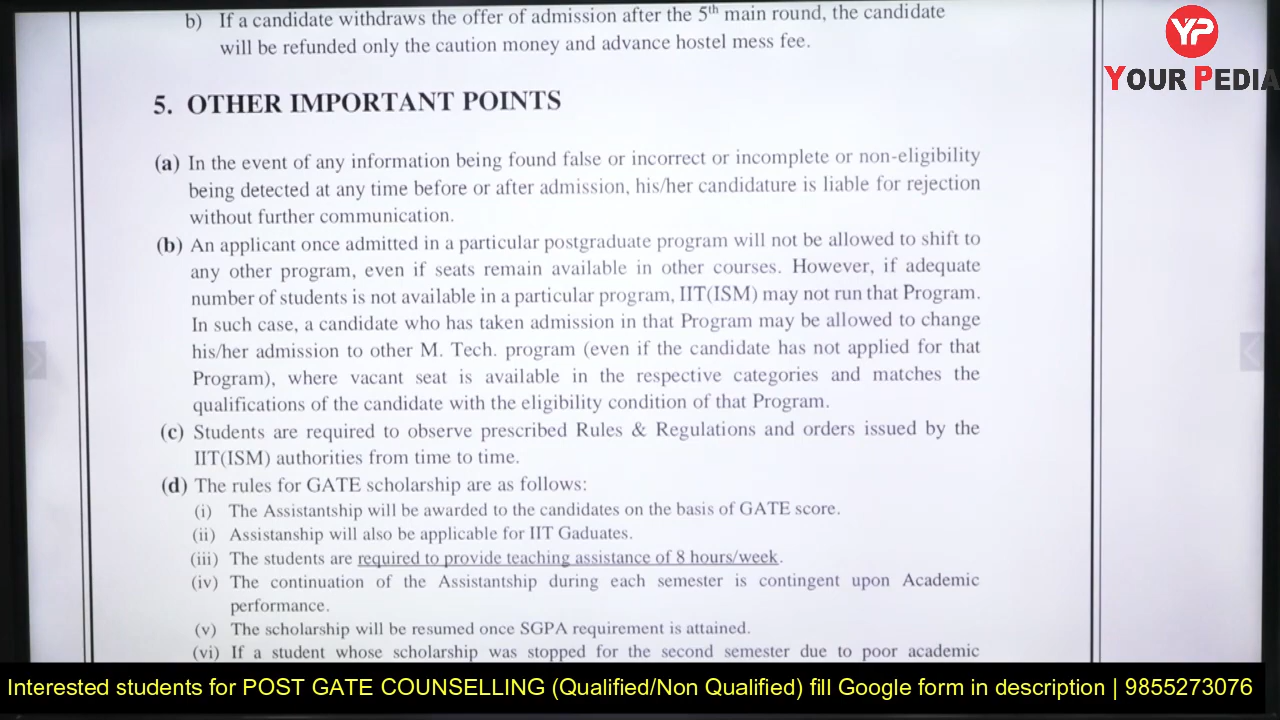 b) If a candidate withdraws the offer of admission after the 5th main round, the candidate
will be refunded only the caution money and advance hostel mess fee.
YP
YOUR PEDIA
5. OTHER IMPORTANT POINTS
(a) In the event of any information being found false or incorrect or incomplete or non-eligibility
being detected at any time before or after admission, his/her candidature is liable for rejection
without further communication.
(b) An applicant once admitted in a particular postgraduate program will not be allowed to shift to
any other program, even if seats remain available in other courses. However, if adequate
number of students is not available in a particular program, IIT(ISM) may not run that Program.
In such case, a candidate who has taken admission in that Program may be allowed to change
his/her admission to other M. Tech. program (even if the candidate has not applied for that
Program), where vacant seat is available in the respective categories and matches the
qualifications of the candidate with the eligibility condition of that Program.
(c) Students are required to observe prescribed Rules & Regulations and orders issued by the
IIT(ISM) authorities from time to time.
(d) The rules for GATE scholarship are as follows:
(i) The Assistantship will be awarded to the candidates on the basis of GATE score.
(ii) Assistanship will also be applicable for IIT Gaduates.
(iii) The students are required to provide teaching assistance of 8 hours/week.
(iv) The continuation of the Assistantship during each semester is contingent upon Academic
performance.
(v) The scholarship will be resumed once SGPA requirement is attained.
(vi) If a student whose scholarship was stopped for the second semester due to poor academic
Interested students for POST GATE COUNSELLING (Qualified/Non Qualified) fill Google form in description | 9855273076